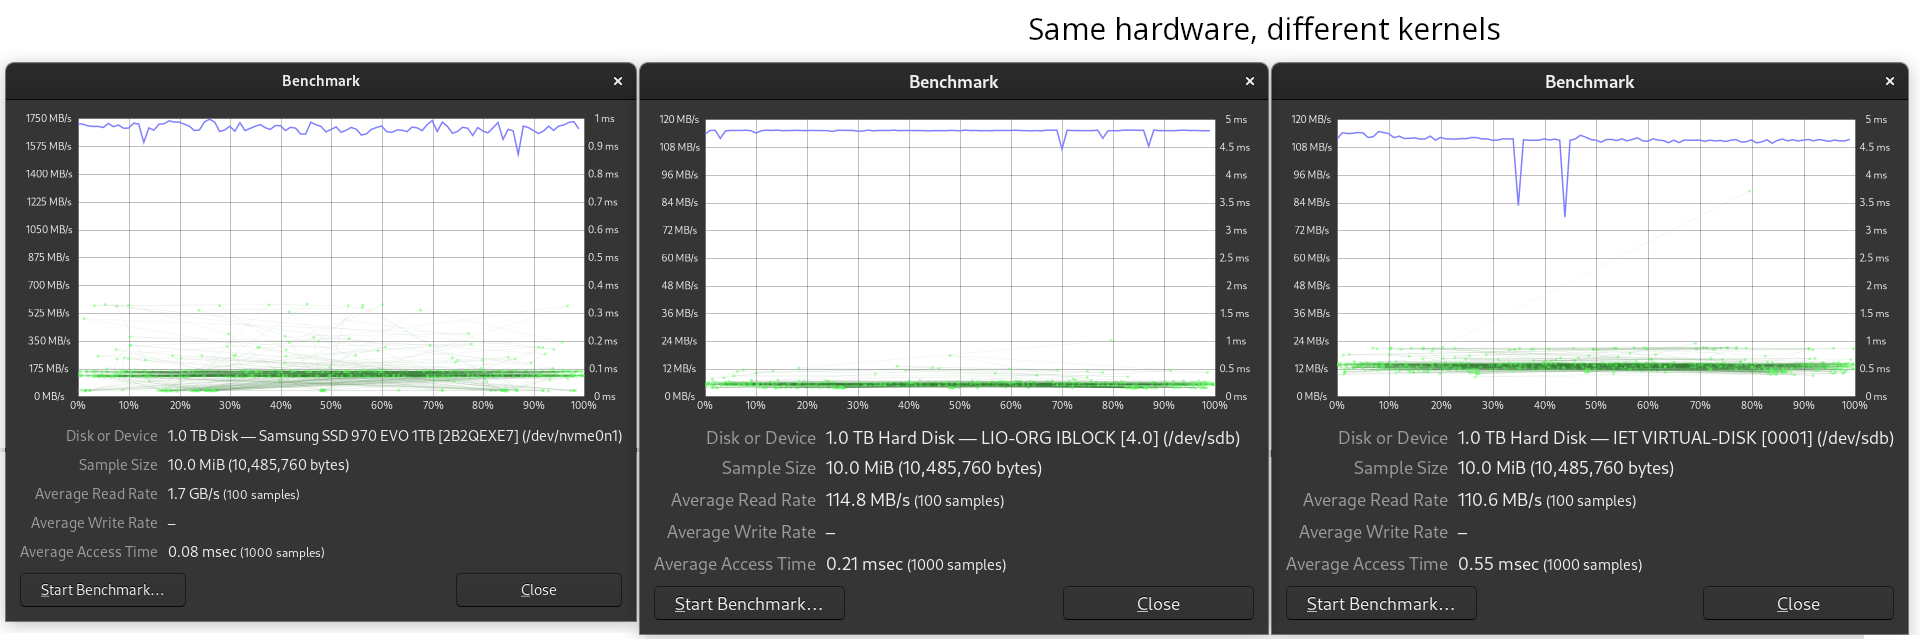 Same hardware, different kernels
Benchmark
1750 MB/s
1575 MB/s
1400 MB/s
1225 MB/s
1050 MB/s
875 MB/s
700 MB/s
525 MB/s
350 MB/s
175 MB/s
0 MB/s
1 ms
0.9 ms
0.8 ms
0.7 ms
0.6 ms
0.5 ms
0.4 ms
0.3 ms
0.2 ms
0.1 ms
0 ms
0% 10% 20% 30% 40% 50% 60% 70% 80% 90% 100%
Disk or Device 1.0 TB Disk — Samsung SSD 970 EVO 1TB [2B2QEXE7] (/dev/nvme0n1)
Sample Size 10.0 MiB (10,485,760 bytes)
Average Read Rate 1.7 GB/s (100 samples)
Average Write Rate –
Average Access Time 0.08 msec (1000 samples)
Start Benchmark… Close
Benchmark
120 MB/s
108 MB/s
96 MB/s
84 MB/s
72 MB/s
60 MB/s
48 MB/s
36 MB/s
24 MB/s
12 MB/s
0 MB/s
5 ms
4.5 ms
4 ms
3.5 ms
3 ms
2.5 ms
2 ms
1.5 ms
1 ms
0.5 ms
0 ms
0% 10% 20% 30% 40% 50% 60% 70% 80% 90% 100%
Disk or Device 1.0 TB Hard Disk — LIO-ORG IBLOCK [4.0] (/dev/sdb)
Sample Size 10.0 MiB (10,485,760 bytes)
Average Read Rate 114.8 MB/s (100 samples)
Average Write Rate –
Average Access Time 0.21 msec (1000 samples)
Start Benchmark… Close
Benchmark
120 MB/s
108 MB/s
96 MB/s
84 MB/s
72 MB/s
60 MB/s
48 MB/s
36 MB/s
24 MB/s
12 MB/s
0 MB/s
5 ms
4.5 ms
4 ms
3.5 ms
3 ms
2.5 ms
2 ms
1.5 ms
1 ms
0.5 ms
0 ms
0% 10% 20% 30% 40% 50% 60% 70% 80% 90% 100%
Disk or Device 1.0 TB Hard Disk — IET VIRTUAL-DISK [0001] (/dev/sdb)
Sample Size 10.0 MiB (10,485,760 bytes)
Average Read Rate 110.6 MB/s (100 samples)
Average Write Rate –
Average Access Time 0.55 msec (1000 samples)
Start Benchmark… Close